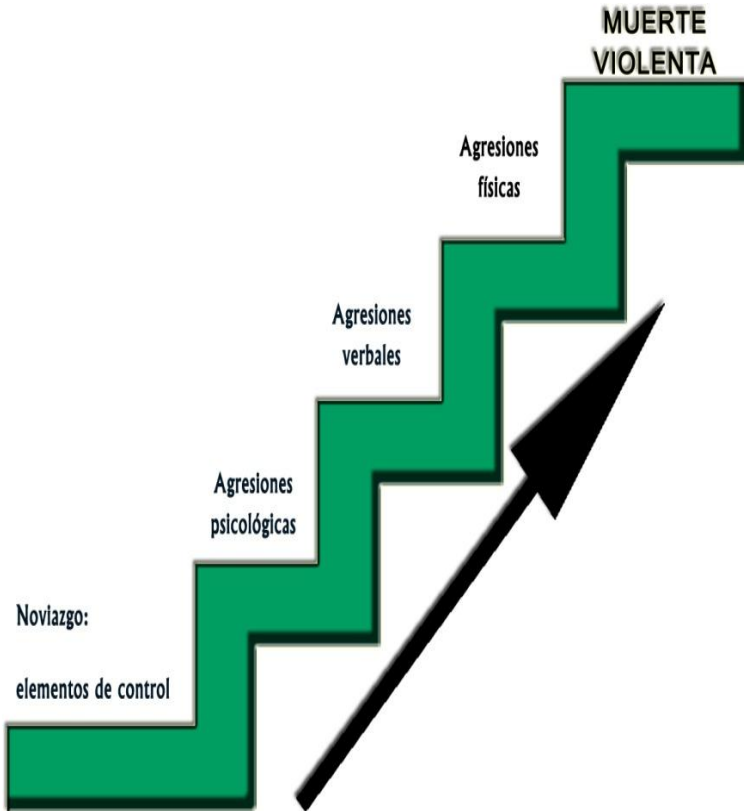 MUERTE
VIOLENTA
Agresiones
físicas
Agresiones
verbales
Agresiones
psicológicas
Noviazgo:
elementos de control